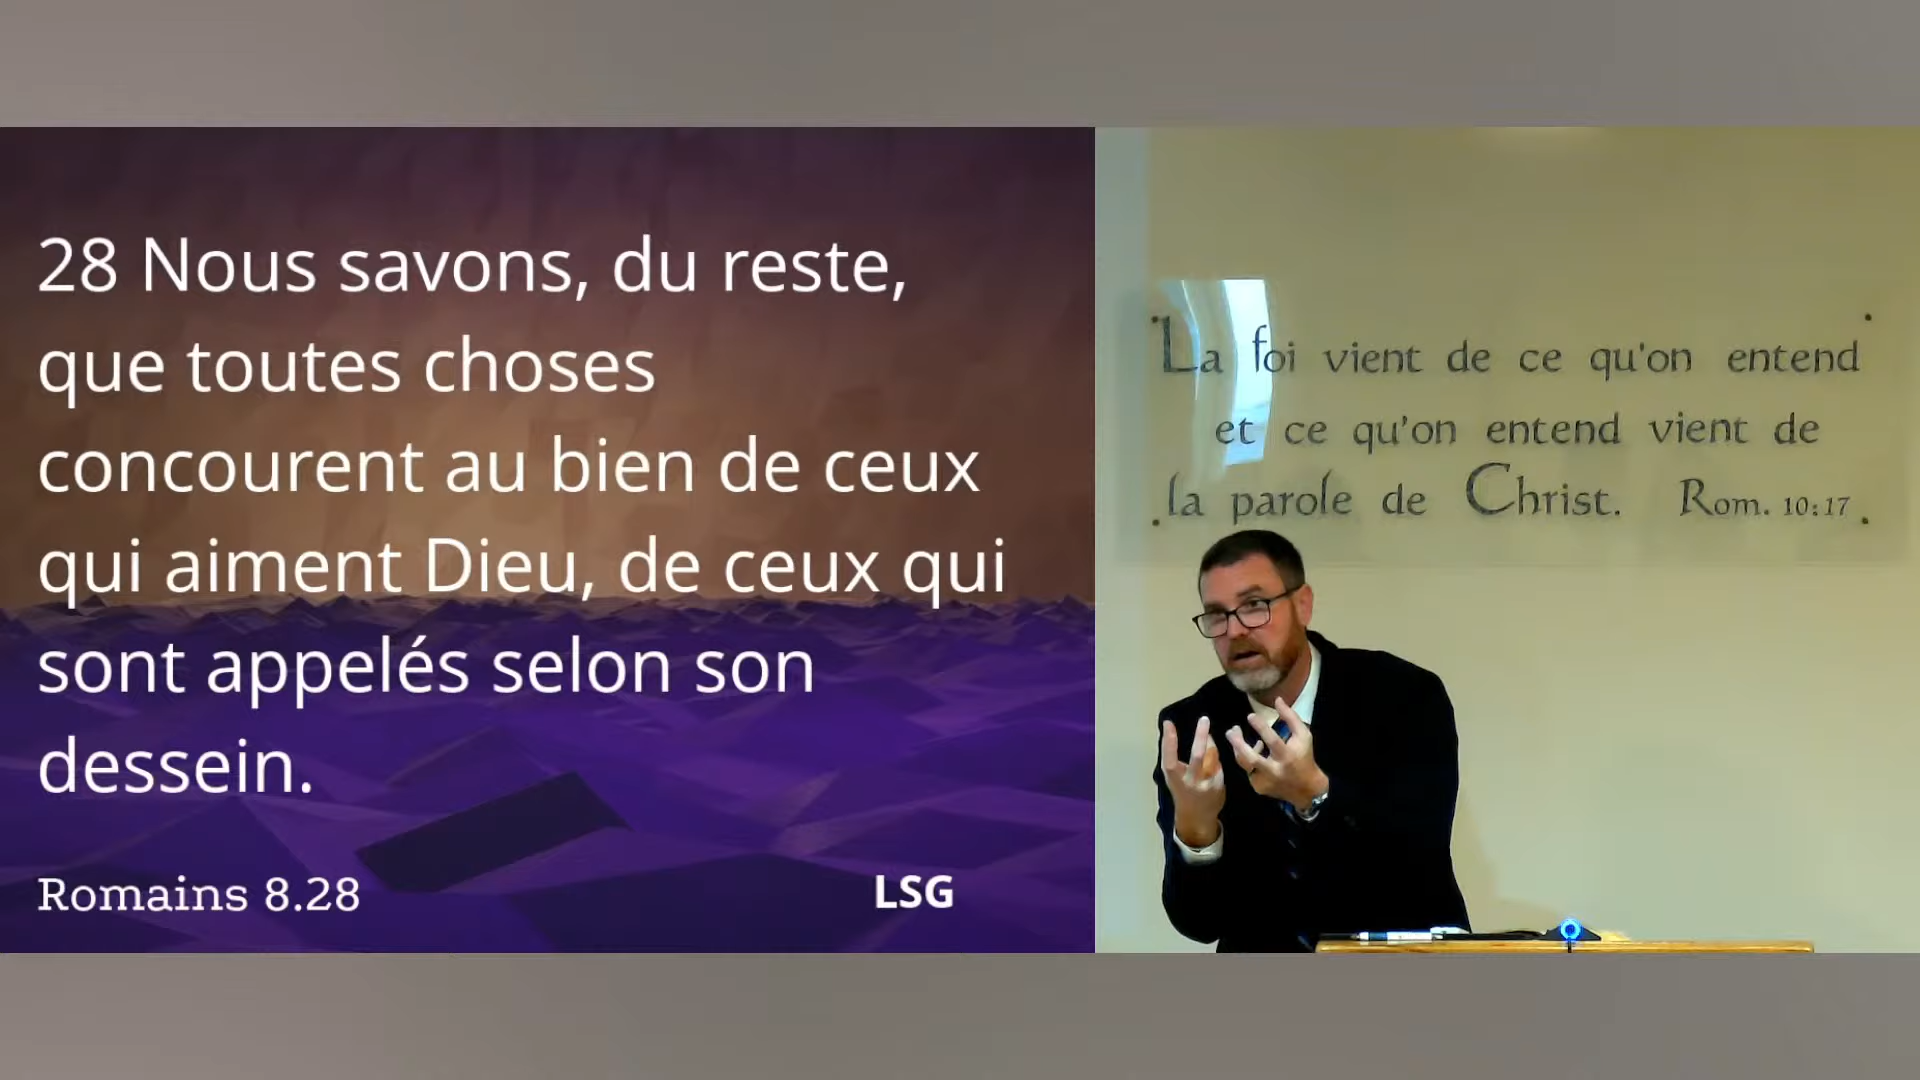 28 Nous savons, du reste,
que toutes choses
concourent au bien de ceux
qui aiment Dieu, de ceux qui
sont appelés selon son
dessein.
Romains 8.28
LSG
La foi vient de ce qu'on entend
et ce qu'on entend vient de
la parole de Christ. Rom. 10:17